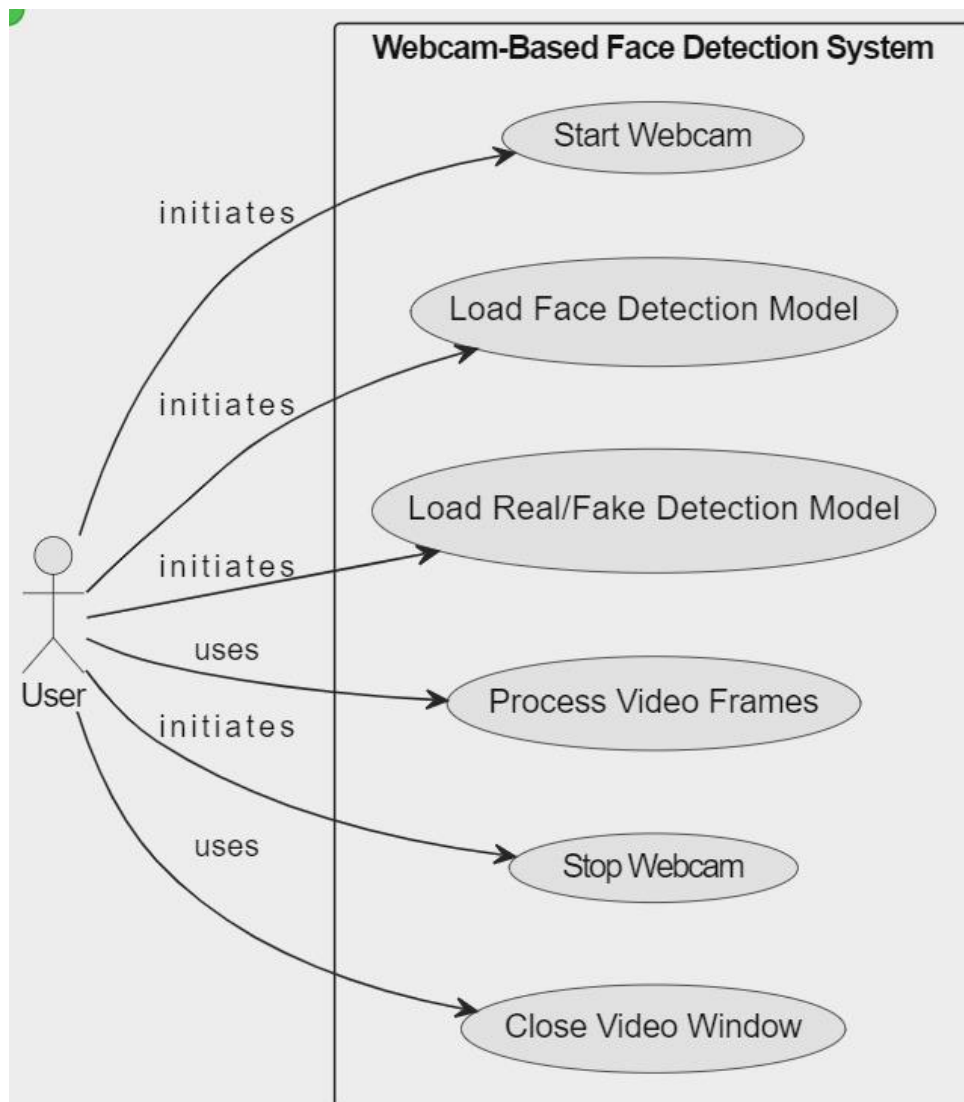 Webcam-Based Face Detection System
Start Webcam
initiates
Load Face Detection Model
initiates
Load Real/Fake Detection Model
initiates
uses
User
Process Video Frames
initiates
uses
Stop Webcam
Close Video Window